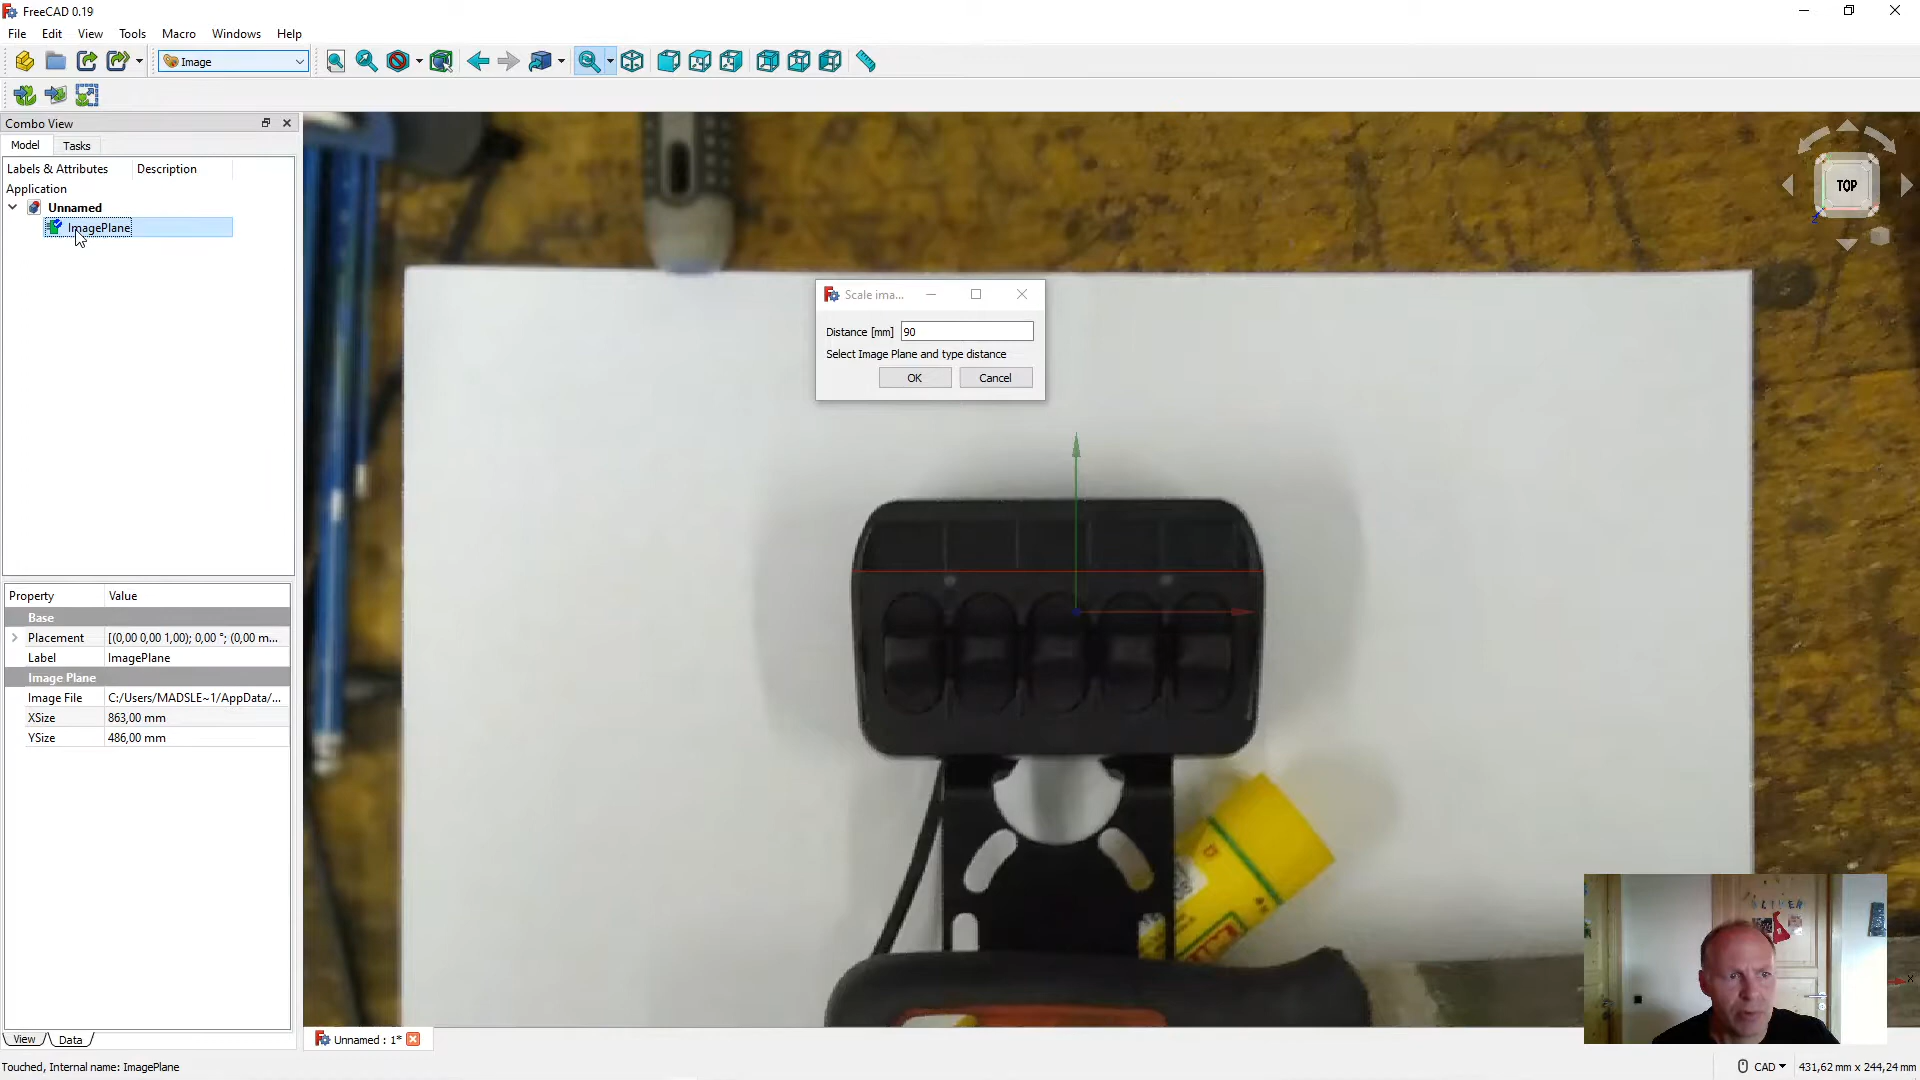 FreeCAD 0.19
File Edit View Tools Macro Windows Help
Image
Combo View
Model Tasks
Labels & Attributes Description
Application
Unnamed
ImagePlane
TOP
Z
Scale ima...
Distance [mm] 90
Select Image Plane and type distance
OK Cancel
Property Value
Base
Placement [(0,00 0,00 1,00); 0,00 °; (0,00 m...
Label ImagePlane
Image Plane
Image File C:/Users/MADSLE~1/AppData/...
XSize 863,00 mm
YSize 486,00 mm
View Data
Unnamed : 1*
Touched, Internal name: ImagePlane
CAD 431,62 mm x 244,24 mm